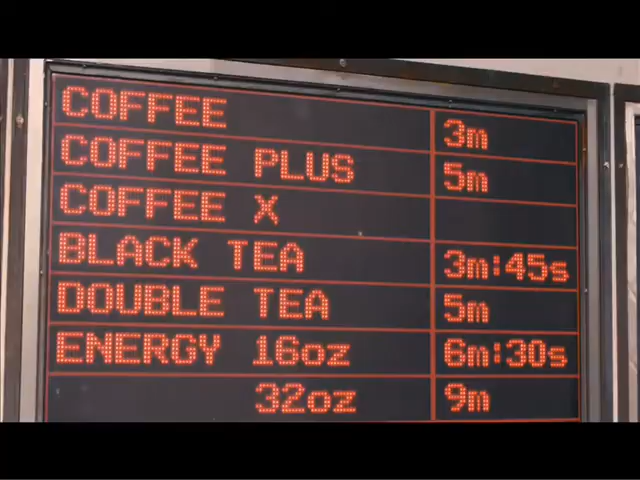 COFFEE 3m
COFFEE PLUS 5m
COFFEE X
BLACK TEA 3m:45s
DOUBLE TEA 5m
ENERGY 16oz 6m:30s
32oz 9m